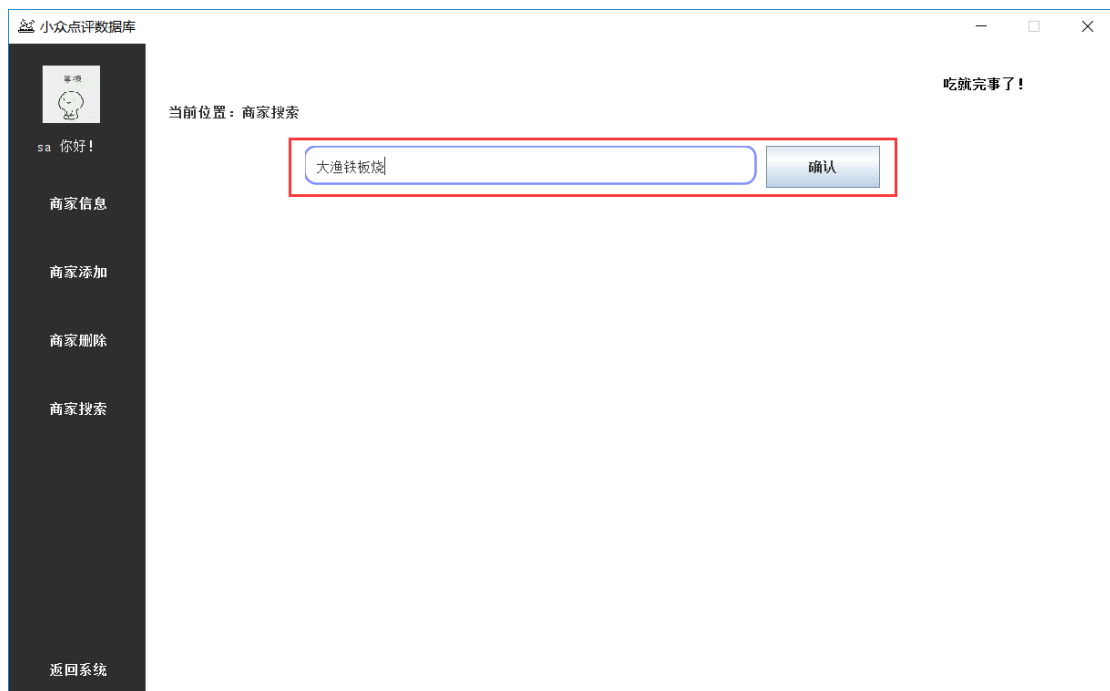 小众点评数据库
等噢
sa 你好!
商家信息
商家添加
商家删除
商家搜索
返回系统
吃就完事了!
当前位置：商家搜索
大渔铁板烧
确认